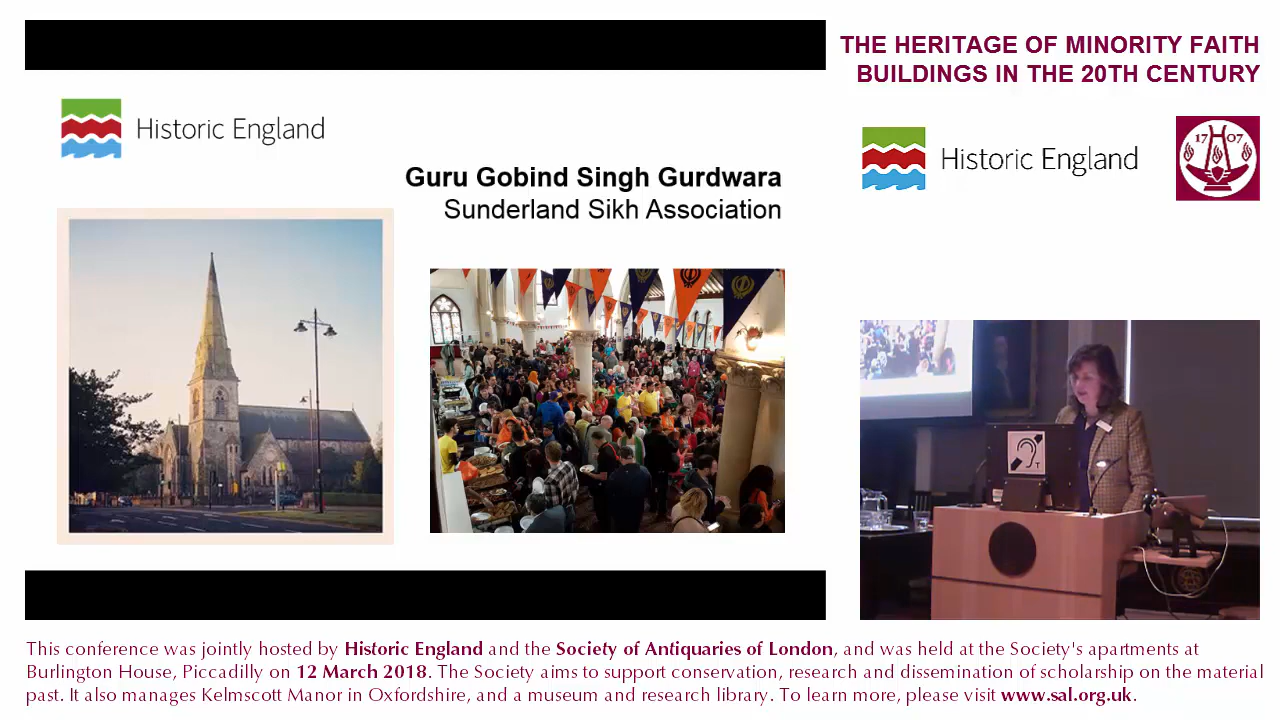 THE HERITAGE OF MINORITY FAITH
BUILDINGS IN THE 20TH CENTURY
Historic England
Guru Gobind Singh Gurdwara
Sunderland Sikh Association
Historic England
17 07
T
This conference was jointly hosted by Historic England and the Society of Antiquaries of London, and was held at the Society's apartments at
Burlington House, Piccadilly on 12 March 2018. The Society aims to support conservation, research and dissemination of scholarship on the material
past. It also manages Kelmscott Manor in Oxfordshire, and a museum and research library. To learn more, please visit www.sal.org.uk.